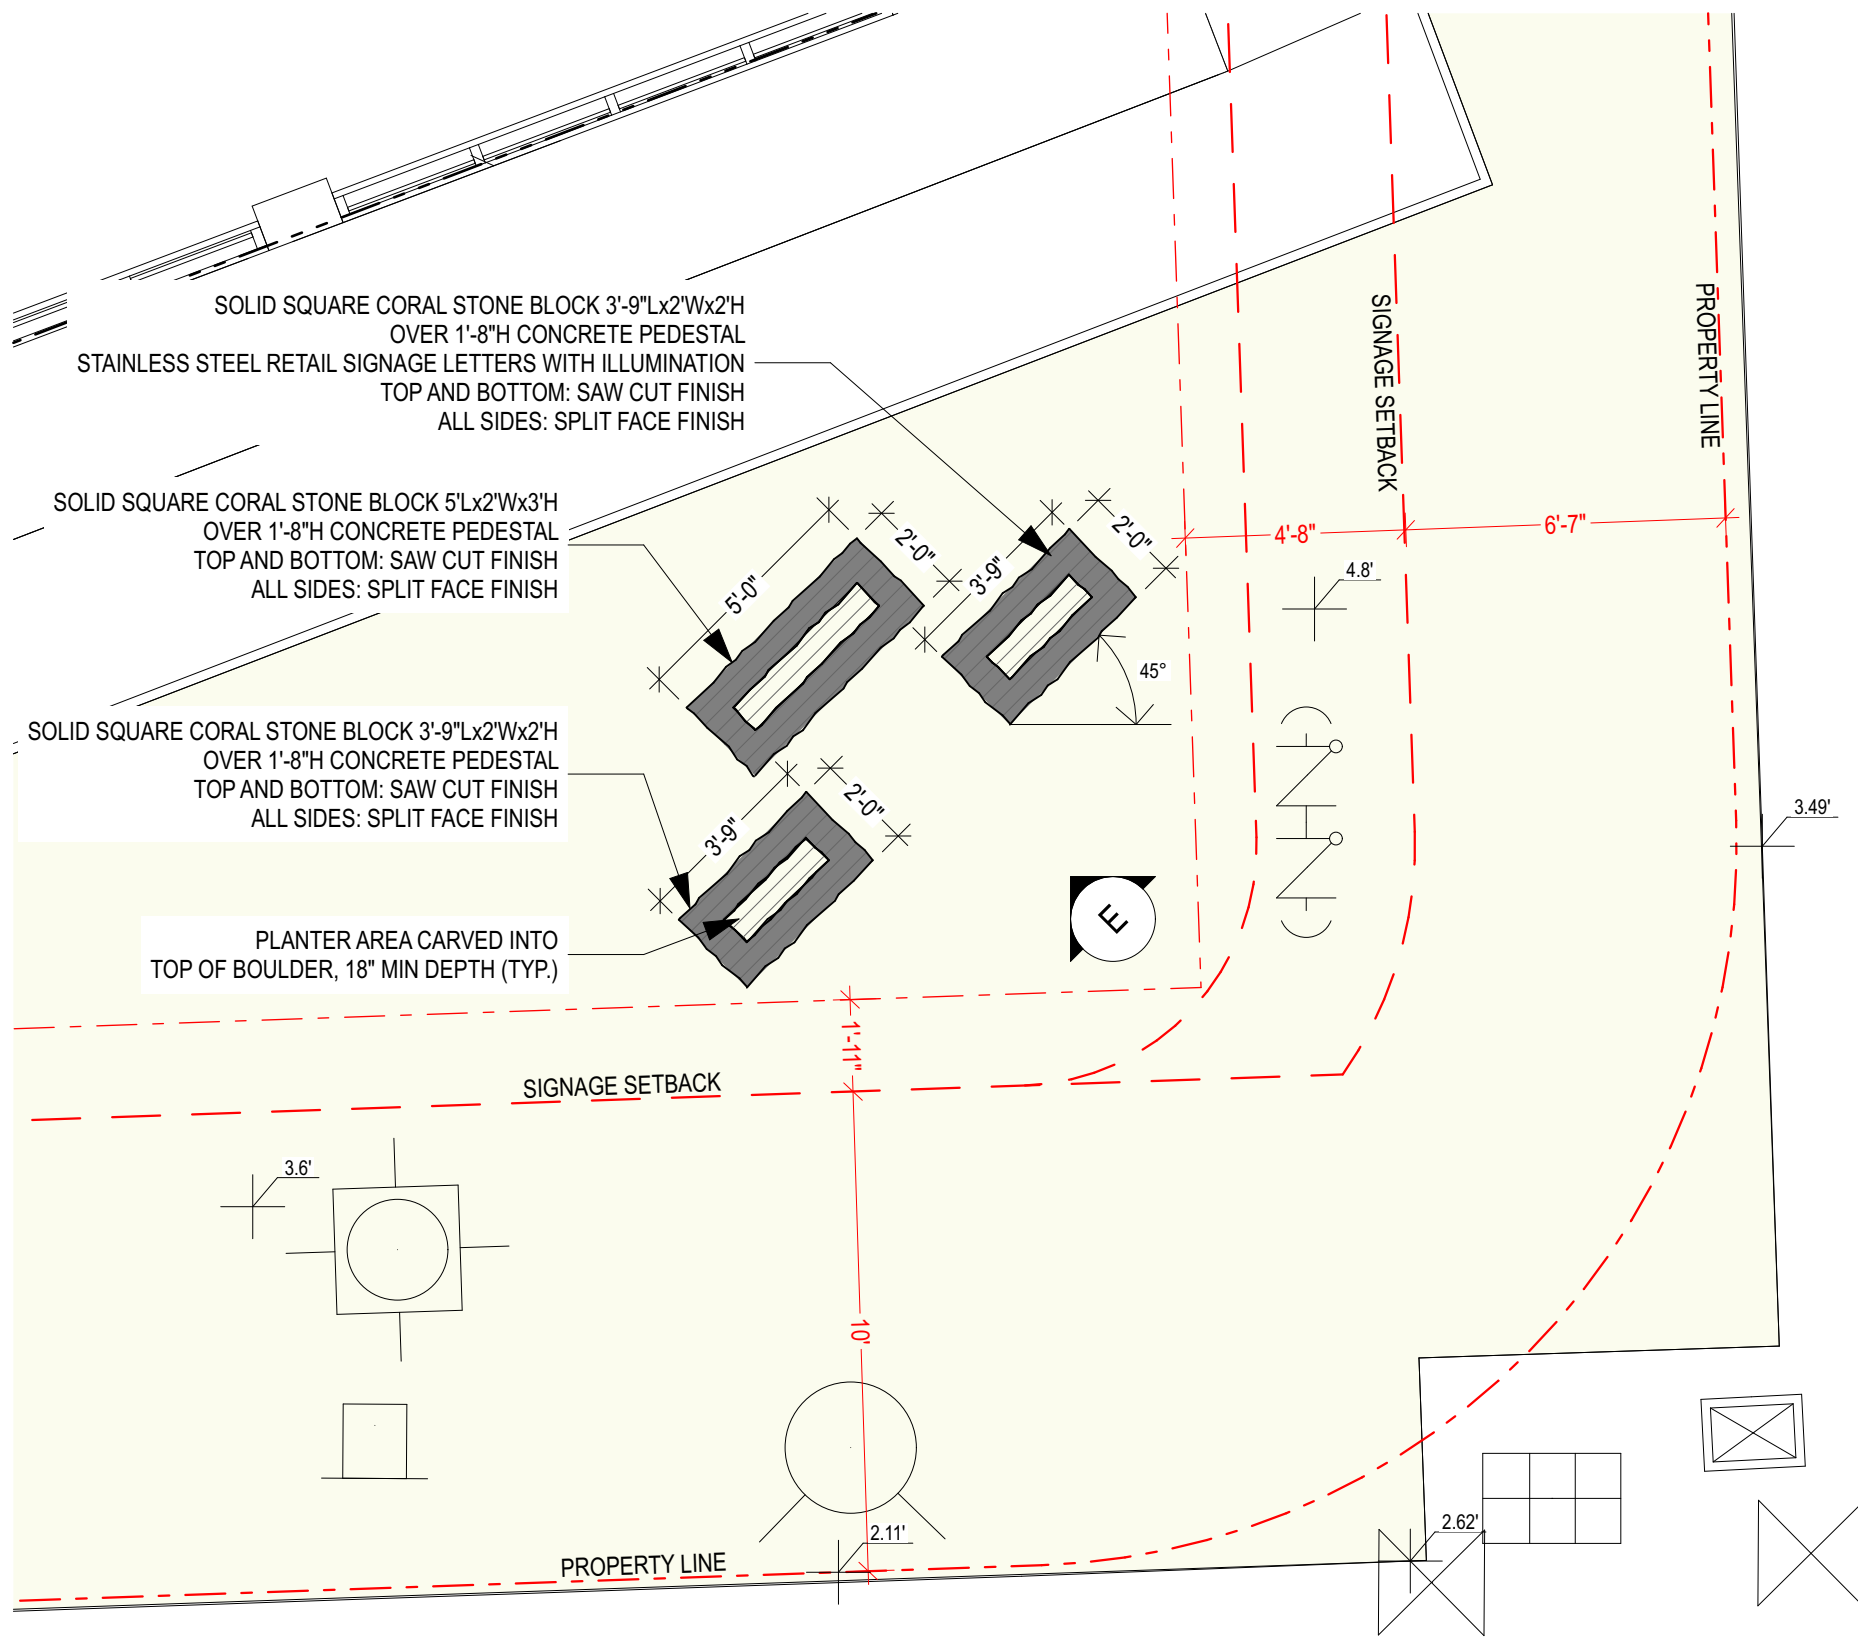 SOLID SQUARE CORAL STONE BLOCK 3'-9"Lx2'Wx2'H
OVER 1'-8"H CONCRETE PEDESTAL
STAINLESS STEEL RETAIL SIGNAGE LETTERS WITH ILLUMINATION
TOP AND BOTTOM: SAW CUT FINISH
ALL SIDES: SPLIT FACE FINISH
SOLID SQUARE CORAL STONE BLOCK 5'Lx2'Wx3'H
OVER 1'-8"H CONCRETE PEDESTAL
TOP AND BOTTOM: SAW CUT FINISH
ALL SIDES: SPLIT FACE FINISH
SOLID SQUARE CORAL STONE BLOCK 3'-9"Lx2'Wx2'H
OVER 1'-8"H CONCRETE PEDESTAL
TOP AND BOTTOM: SAW CUT FINISH
ALL SIDES: SPLIT FACE FINISH
PLANTER AREA CARVED INTO
TOP OF BOULDER, 18" MIN DEPTH (TYP.)
5'-0"
2'-0"
3'-9"
2'-0"
45°
3'-9"
2'-0"
SIGNAGE SETBACK
PROPERTY LINE
4'-8"
6'-7"
4.8'
3.49'
E
1'-11"
SIGNAGE SETBACK
3.6'
10'
2.11'
2.62'
PROPERTY LINE